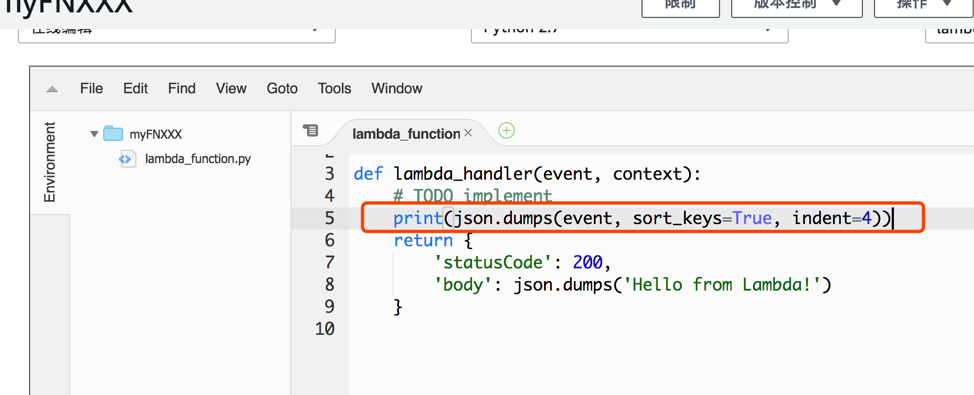 myFNXXX
限制 版本控制 操作
在线编辑 Python 2.7 lamb
File Edit Find View Goto Tools Window
Environment
myFNXXX
lambda_function.py
lambda_function
2
3 def lambda_handler(event, context):
4 # TODO implement
5 print(json.dumps(event, sort_keys=True, indent=4))
6 return {
7 'statusCode': 200,
8 'body': json.dumps('Hello from Lambda!')
9 }
10